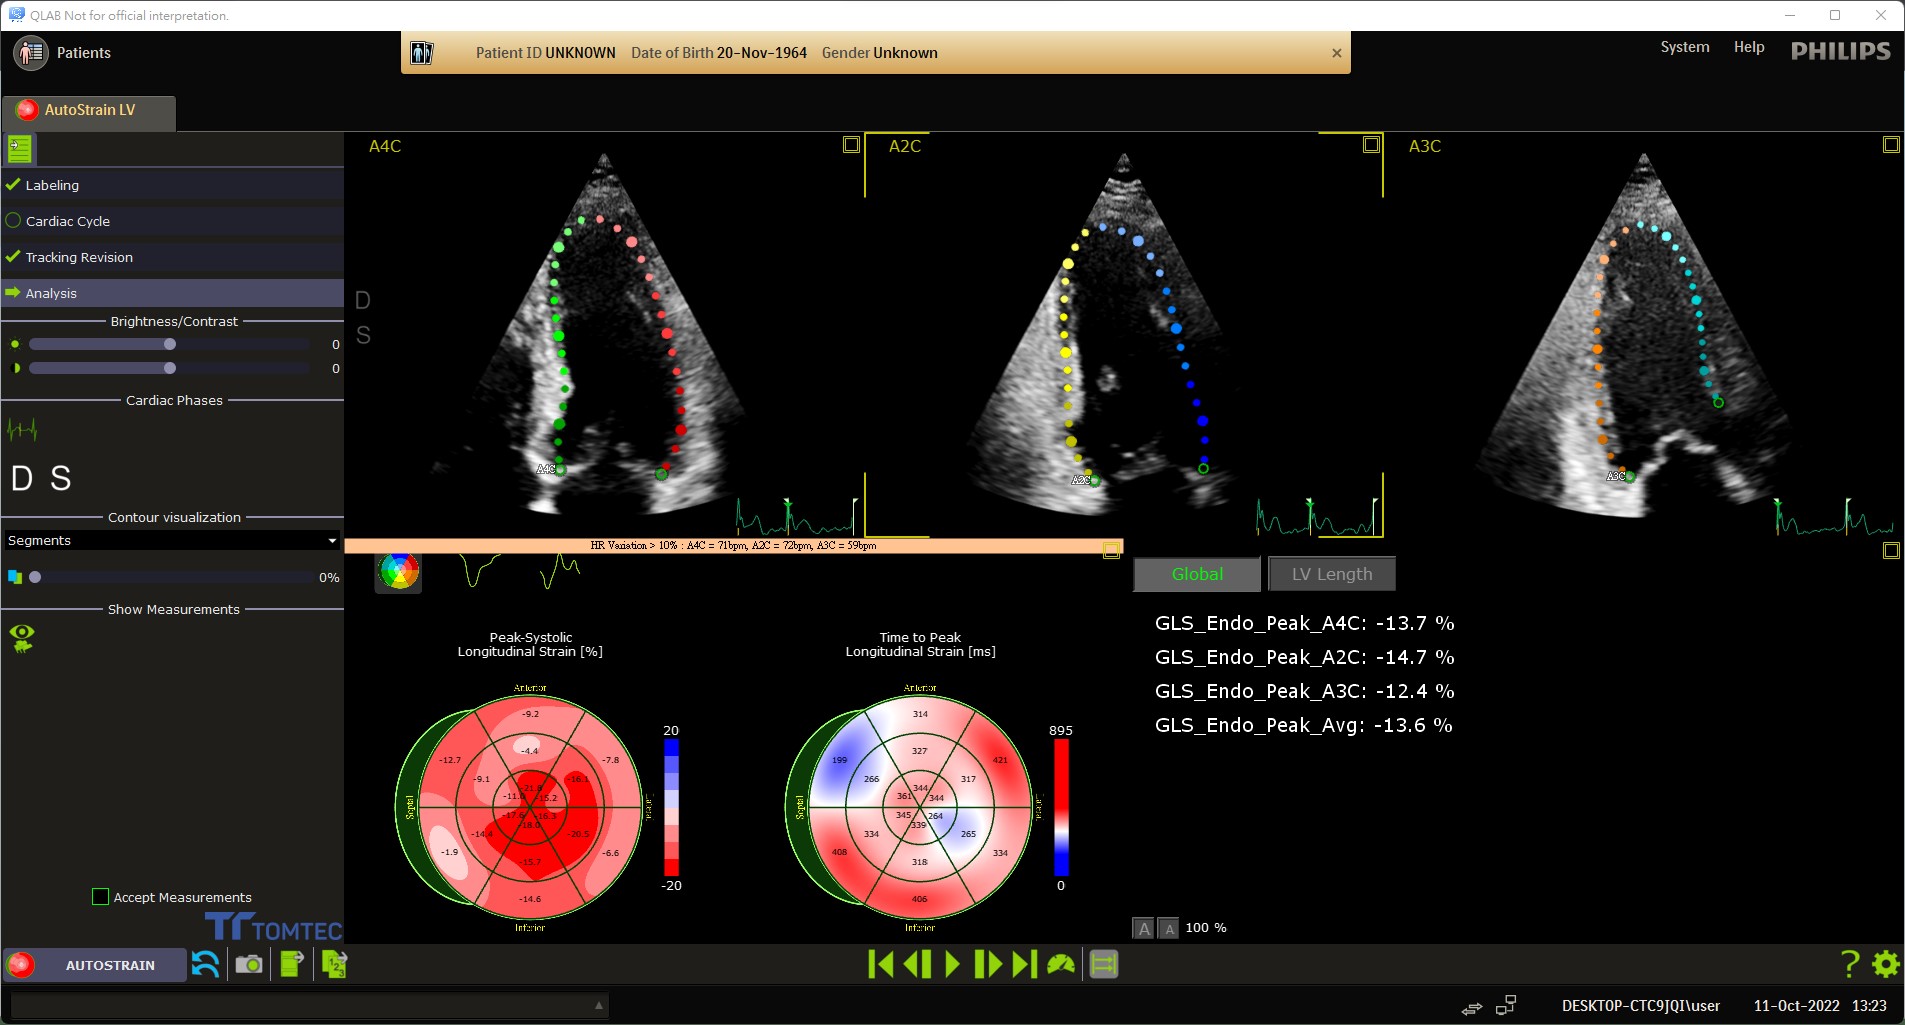 QLAB Not for official interpretation.
Patients
Patient ID UNKNOWN Date of Birth 20-Nov-1964 Gender Unknown
System Help PHILIPS
AutoStrain LV
Labeling
Cardiac Cycle
Tracking Revision
Analysis
Brightness/Contrast
0
0
Cardiac Phases
D S
Contour visualization
Segments
0%
Show Measurements
Accept Measurements
TOMTEC
A4C
A2C
A3C
D
S
A4C
A2C
A3C
HR Variation > 10% : A4C = 71bpm, A2C = 72bpm, A3C = 59bpm
Peak-Systolic
Longitudinal Strain [%]
Anterior
-9.2
-4.4
-12.7
-7.8
-9.1
-16.1
-21.8
-11.0
-15.2
Septal
-17.6
-16.3
-18.0
-14.4
-20.5
-1.9
-6.6
-15.7
-14.6
Inferior
20
-20
Time to Peak
Longitudinal Strain [ms]
Anterior
314
327
199
421
266
317
344
361
344
Septal
345
264
339
334
265
408
334
318
406
Inferior
895
0
Global
LV Length
GLS_Endo_Peak_A4C: -13.7 %
GLS_Endo_Peak_A2C: -14.7 %
GLS_Endo_Peak_A3C: -12.4 %
GLS_Endo_Peak_Avg: -13.6 %
A A 100 %
AUTOSTRAIN
123
?
DESKTOP-CTC9JQI\user 11-Oct-2022 13:23